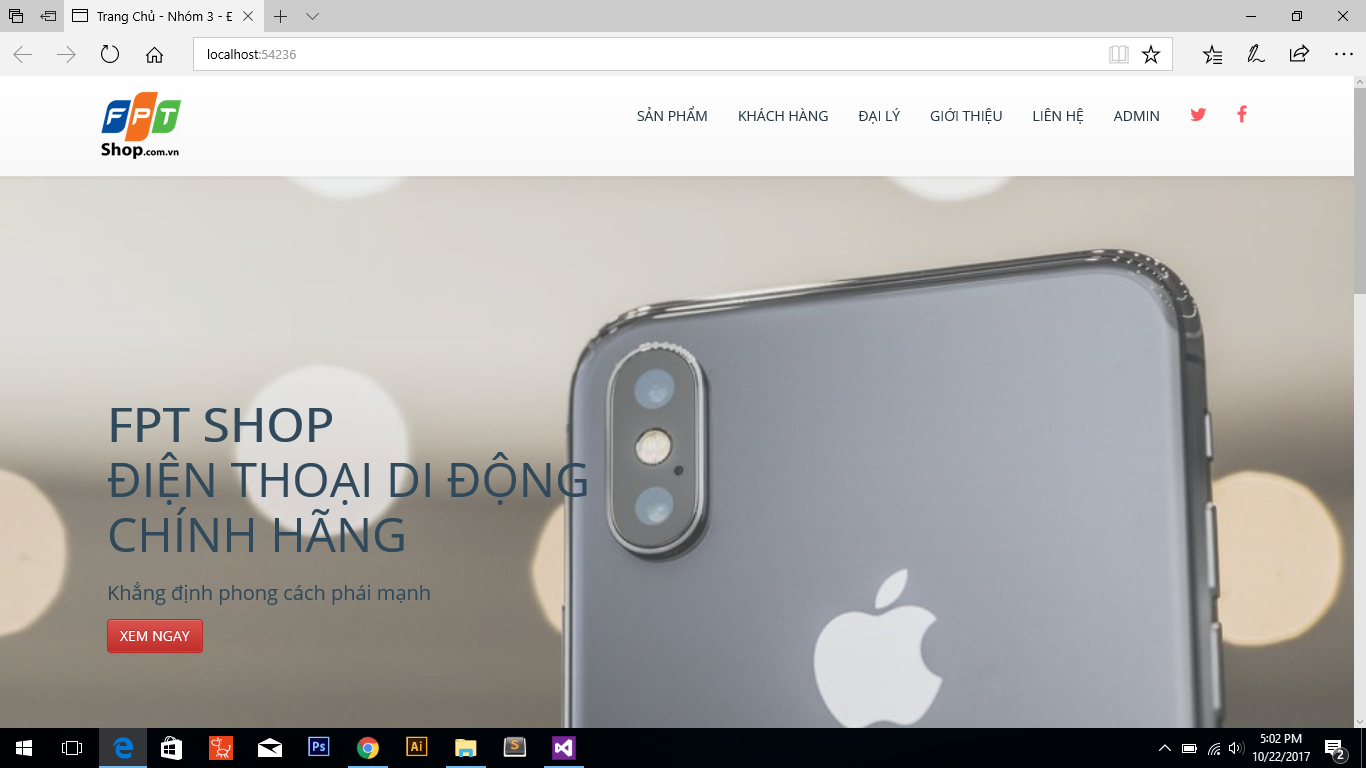 Trang Chủ - Nhóm 3 - Đ
localhost:54236
FPT
Shop.com.vn
SẢN PHẨM KHÁCH HÀNG ĐẠI LÝ GIỚI THIỆU LIÊN HỆ ADMIN
FPT SHOP
ĐIỆN THOẠI DI ĐỘNG
CHÍNH HÃNG
Khẳng định phong cách phái mạnh
XEM NGAY
Ps
Ai
S
5:02 PM
10/22/2017
2